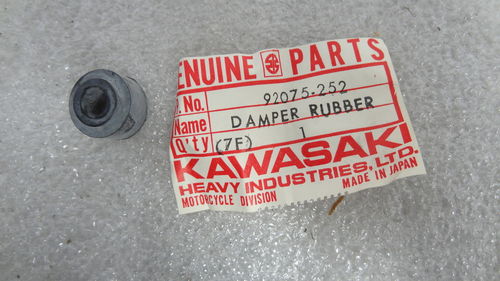 ENUINE PARTS
. No. 92075-252
Name DAMPER RUBBER
Q'ty (7F) 1
KAWASAKI
HEAVY INDUSTRIES, LTD.
MOTORCYCLE DIVISION MADE IN JAPAN